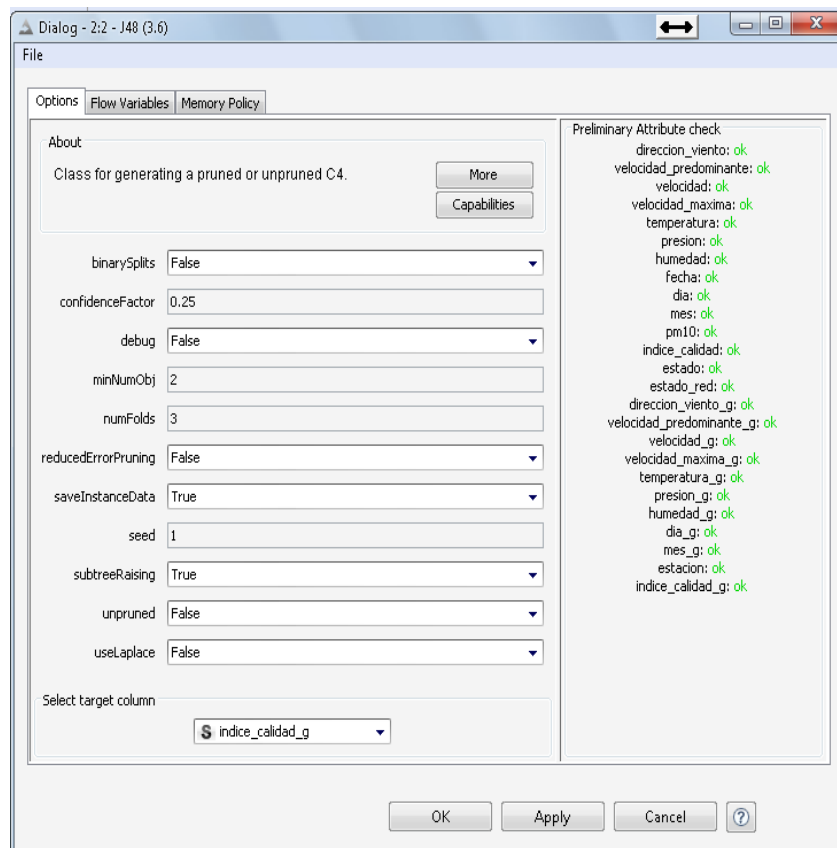 Dialog - 2:2 - J48 (3.6)
File
Options Flow Variables Memory Policy
About
Class for generating a pruned or unpruned C4.
More
Capabilities
binarySplits False
confidenceFactor 0.25
debug False
minNumObj 2
numFolds 3
reducedErrorPruning False
saveInstanceData True
seed 1
subtreeRaising True
unpruned False
useLaplace False
Select target column
S indice_calidad_g
Preliminary Attribute check
direccion_viento: ok
velocidad_predominante: ok
velocidad: ok
velocidad_maxima: ok
temperatura: ok
presion: ok
humedad: ok
fecha: ok
dia: ok
mes: ok
pm10: ok
indice_calidad: ok
estado: ok
estado_red: ok
direccion_viento_g: ok
velocidad_predominante_g: ok
velocidad_g: ok
velocidad_maxima_g: ok
temperatura_g: ok
presion_g: ok
humedad_g: ok
dia_g: ok
mes_g: ok
estacion: ok
indice_calidad_g: ok
OK Apply Cancel ?